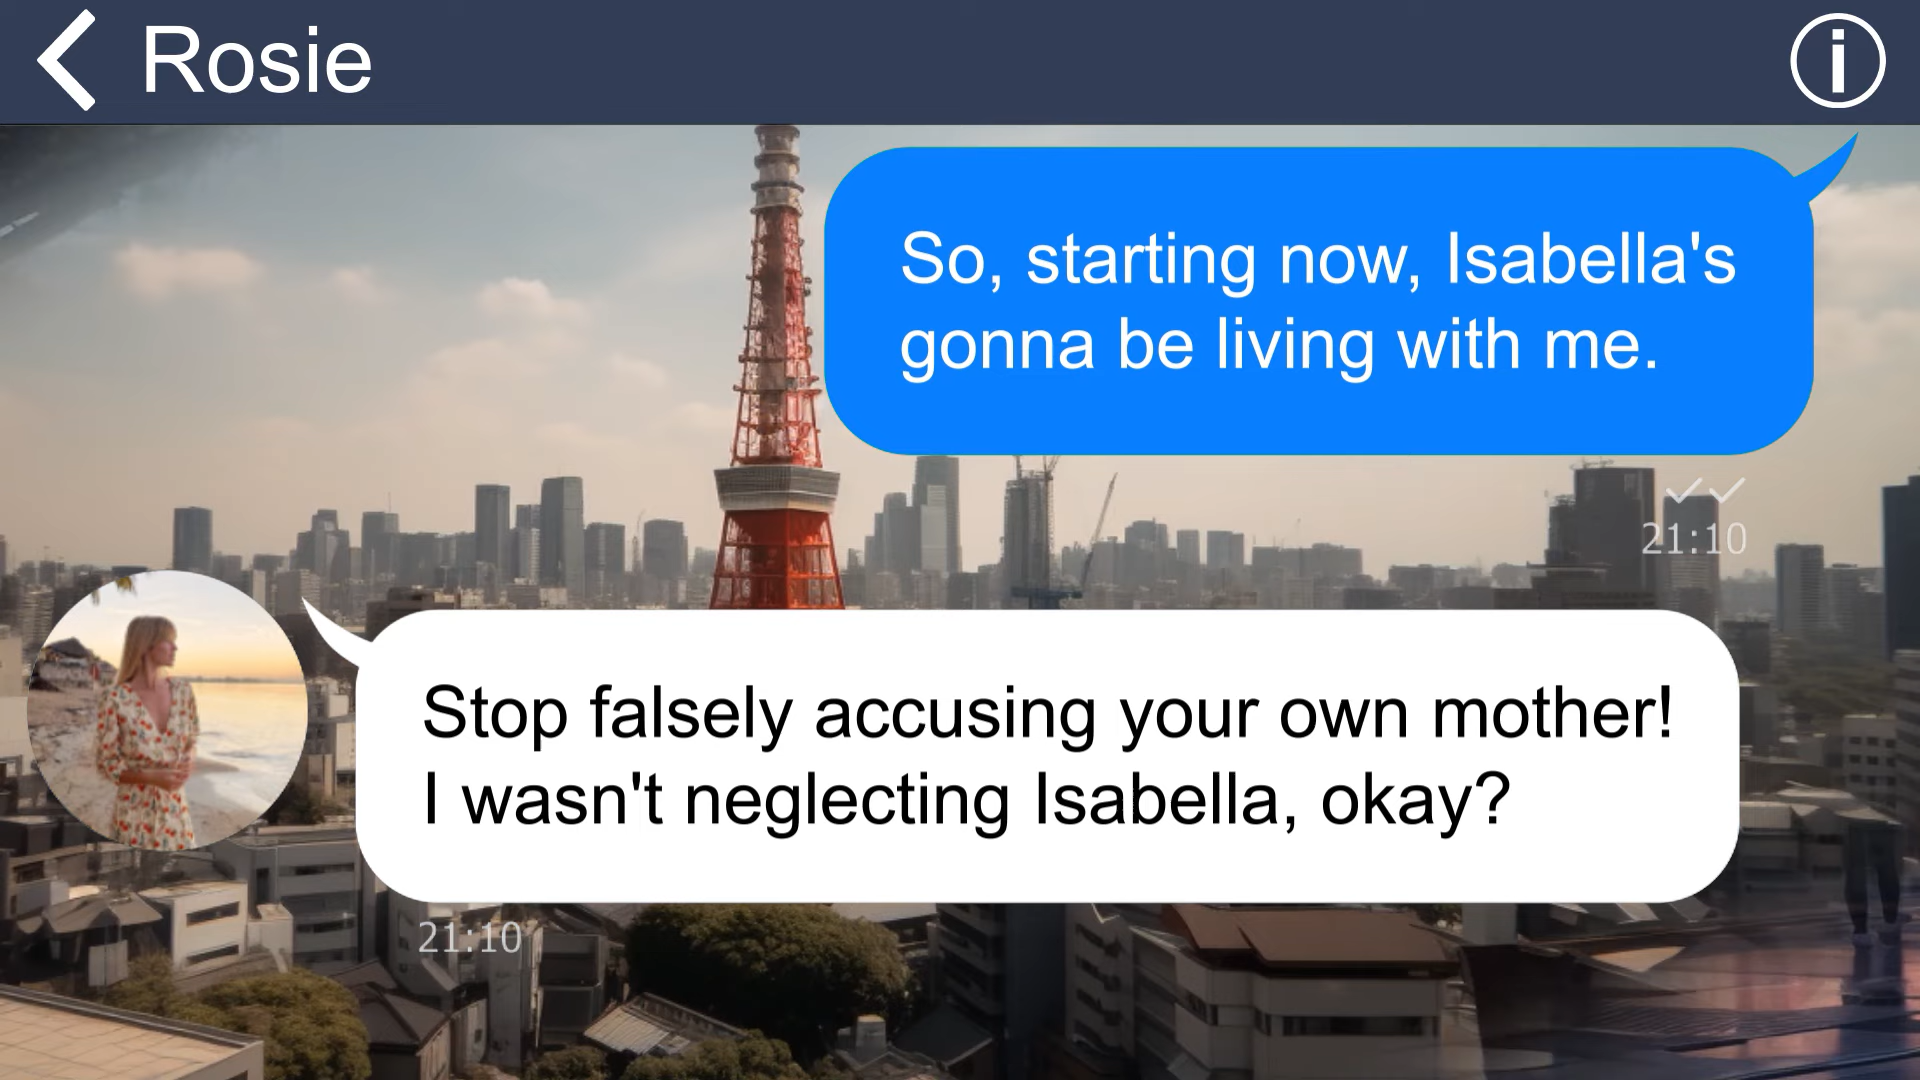 Rosie
So, starting now, Isabella's
gonna be living with me.
21:10
Stop falsely accusing your own mother!
I wasn't neglecting Isabella, okay?
21:10